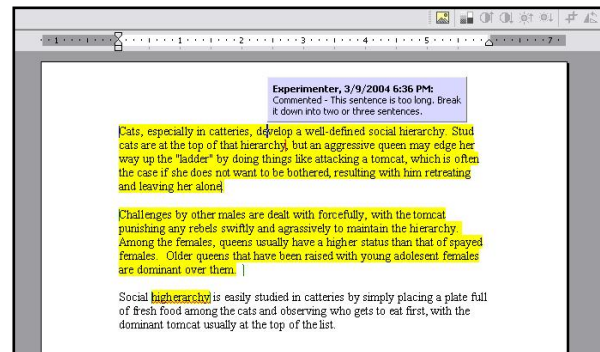 1 1 2 3 4 5 7
Experimenter, 3/9/2004 6:36 PM:
Commented - This sentence is too long. Break
it down into two or three sentences.
Cats, especially in catteries, develop a well-defined social hierarchy. Stud
cats are at the top of that hierarchy, but an aggressive queen may edge her
way up the "ladder" by doing things like attacking a tomcat, which is often
the case if she does not want to be bothered, resulting with him retreating
and leaving her alone.
Challenges by other males are dealt with forcefully, with the tomcat
punishing any rebels swiftly and agrassively to maintain the hierarchy.
Among the females, queens usually have a higher status than that of spayed
females. Older queens that have been raised with young adolesent females
are dominant over them.
Social higherarchy is easily studied in catteries by simply placing a plate full
of fresh food among the cats and observing who gets to eat first, with the
dominant tomcat usually at the top of the list.